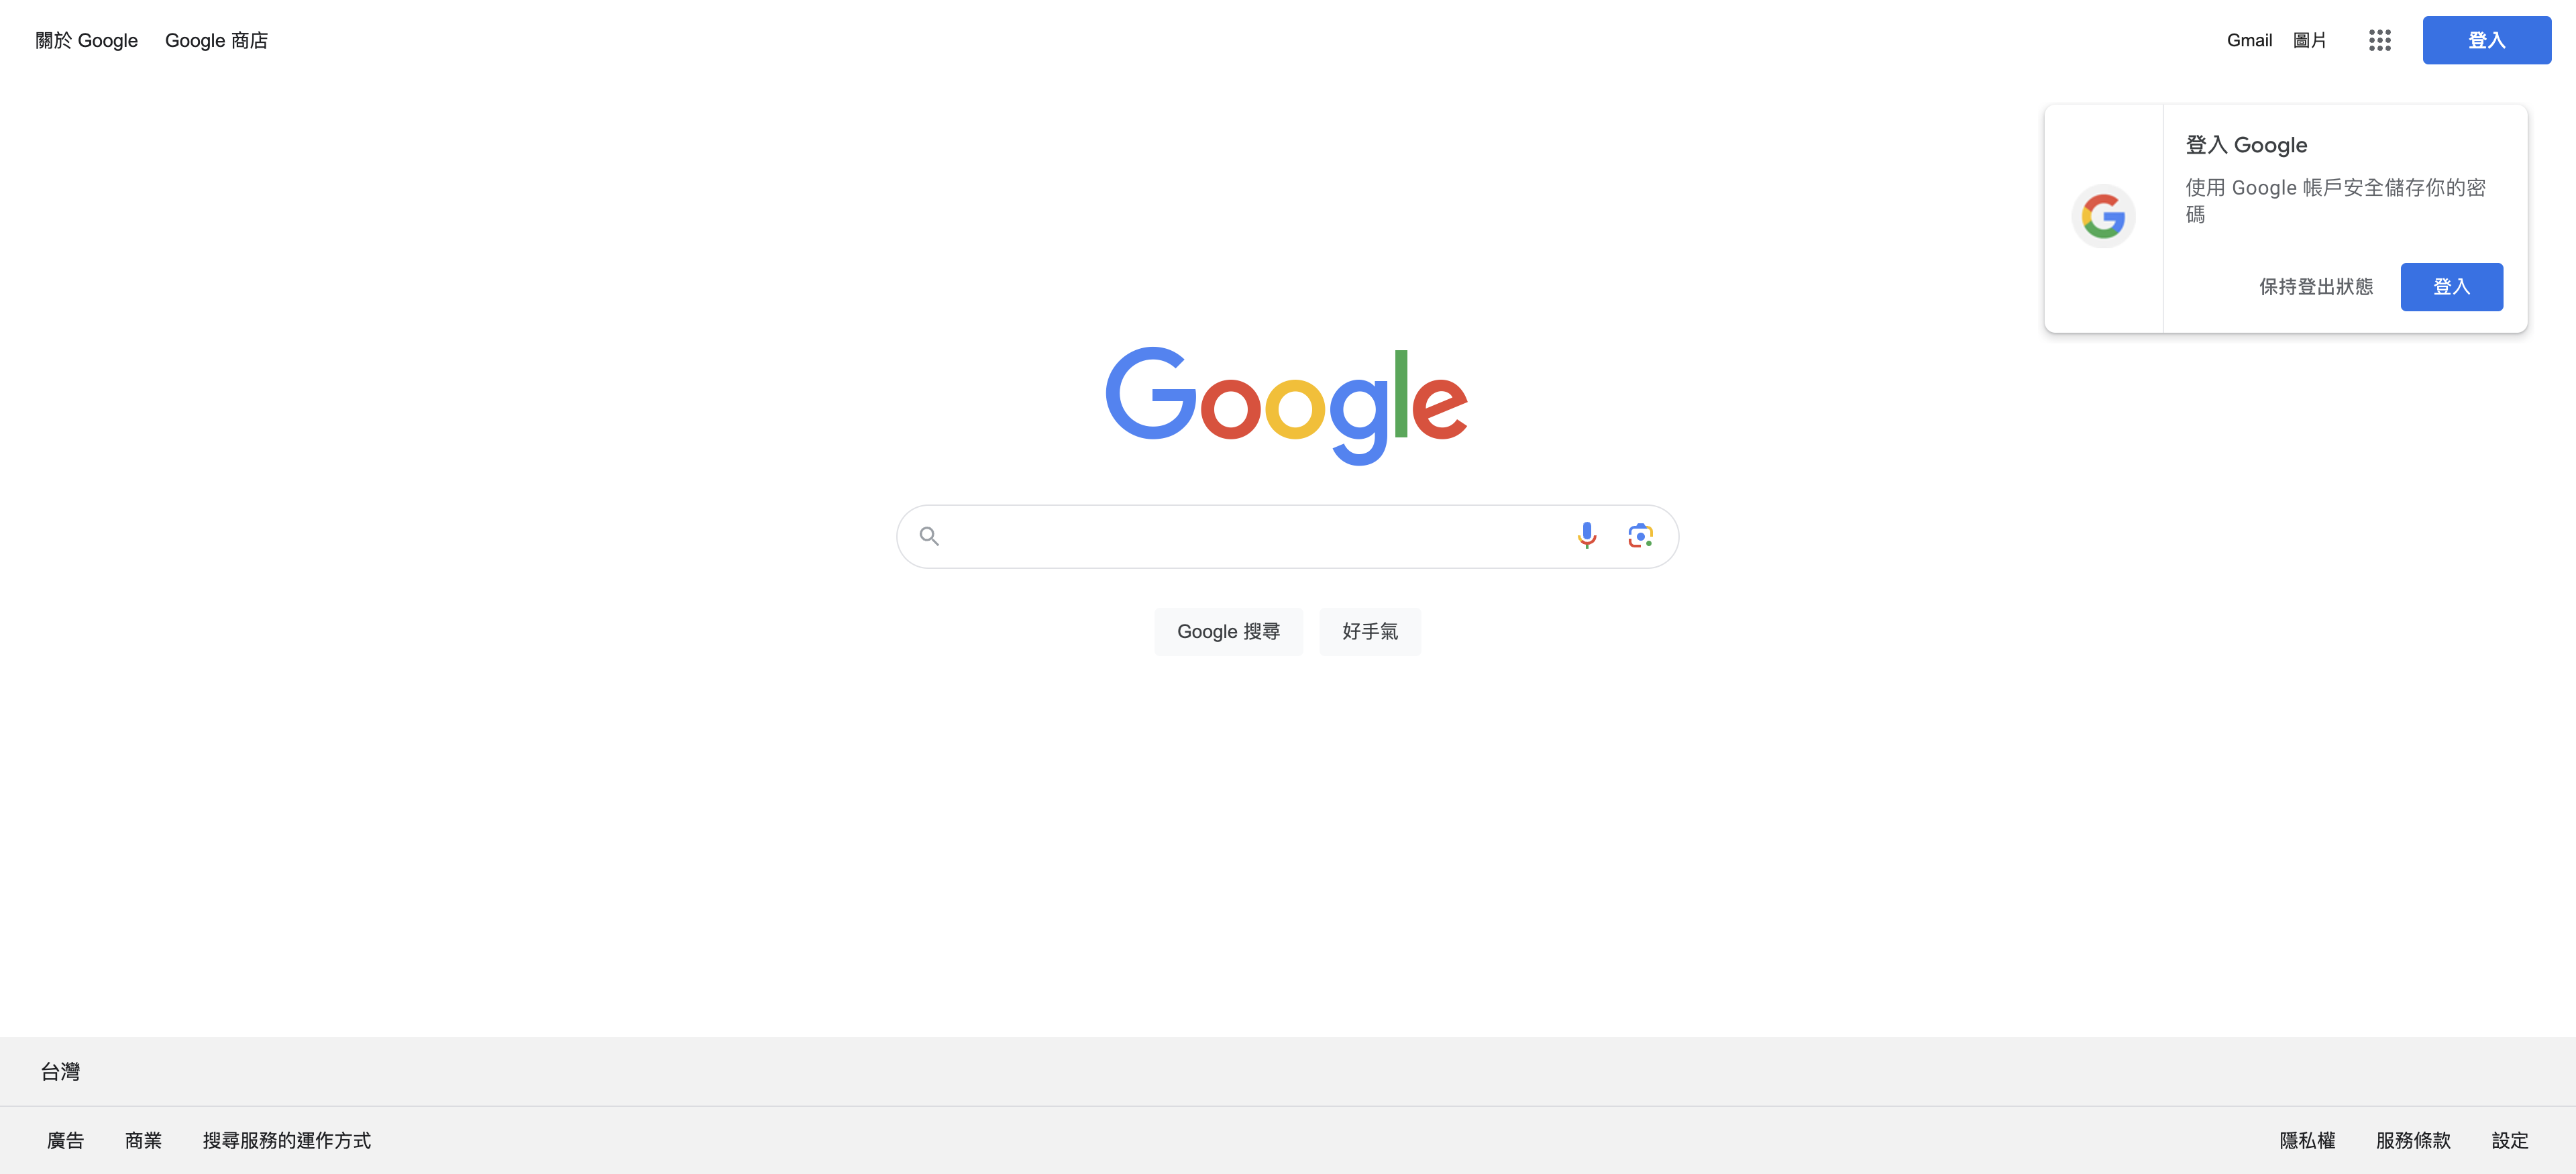 關於 Google Google 商店 Gmail 圖片 登入
登入 Google
使用 Google 帳戶安全儲存你的密
碼
保持登出狀態 登入
Google
Google 搜尋 好手氣
台灣
廣告 商業 搜尋服務的運作方式 隱私權 服務條款 設定